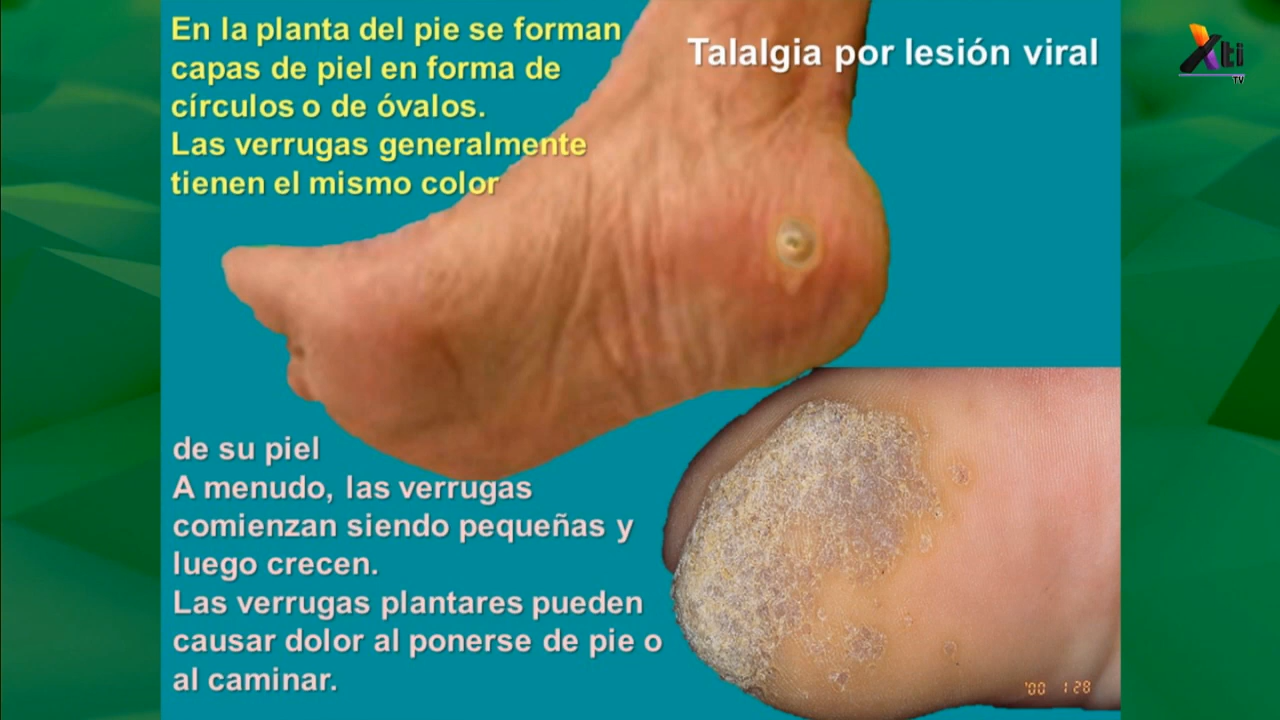 En la planta del pie se forman
capas de piel en forma de
círculos o de óvalos.
Las verrugas generalmente
tienen el mismo color
Talalgia por lesión viral
Xti
TV
de su piel
A menudo, las verrugas
comienzan siendo pequeñas y
luego crecen.
Las verrugas plantares pueden
causar dolor al ponerse de pie o
al caminar.
'00 1 28